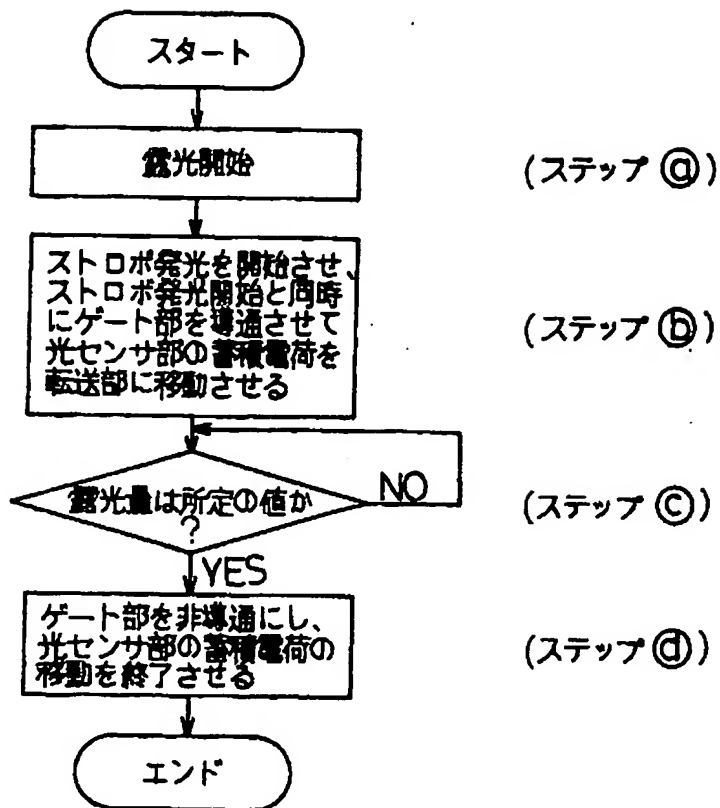 スタート
露光開始
(ステップ ⓐ)
ストロボ発光を開始させ、
ストロボ発光開始と同時
にゲート部を導通させて
光センサ部の蓄積電荷を
転送部に移動させる
(ステップ ⓑ)
露光量は所定の値か
?
NO
(ステップ ⓒ)
YES
ゲート部を非導通にし、
光センサ部の蓄積電荷の
移動を終了させる
(ステップ ⓓ)
エンド